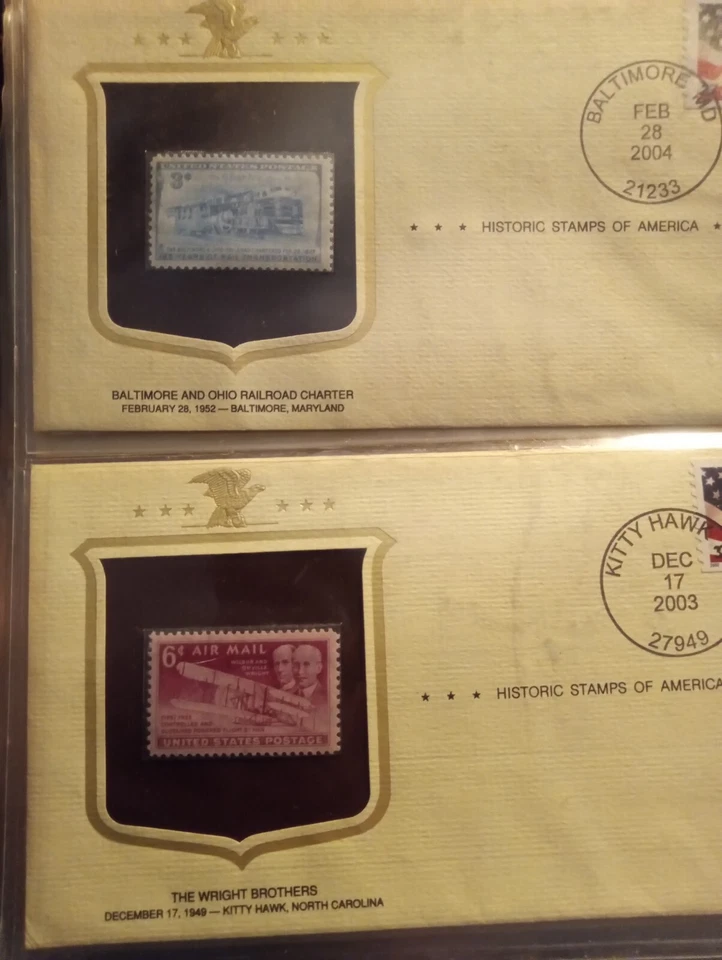 UNITED STATES POSTAGE
3¢
125 YEARS OF RAIL TRANSPORTATION
BALTIMORE MD
FEB
28
2004
21233
★ ★ ★ HISTORIC STAMPS OF AMERICA ★
BALTIMORE AND OHIO RAILROAD CHARTER
FEBRUARY 28, 1952 — BALTIMORE, MARYLAND
6¢ AIR MAIL
WILBUR AND
ORVILLE
WRIGHT
UNITED STATES POSTAGE
KITTY HAWK
DEC
17
2003
27949
★ ★ ★ HISTORIC STAMPS OF AMERICA
THE WRIGHT BROTHERS
DECEMBER 17, 1949 — KITTY HAWK, NORTH CAROLINA